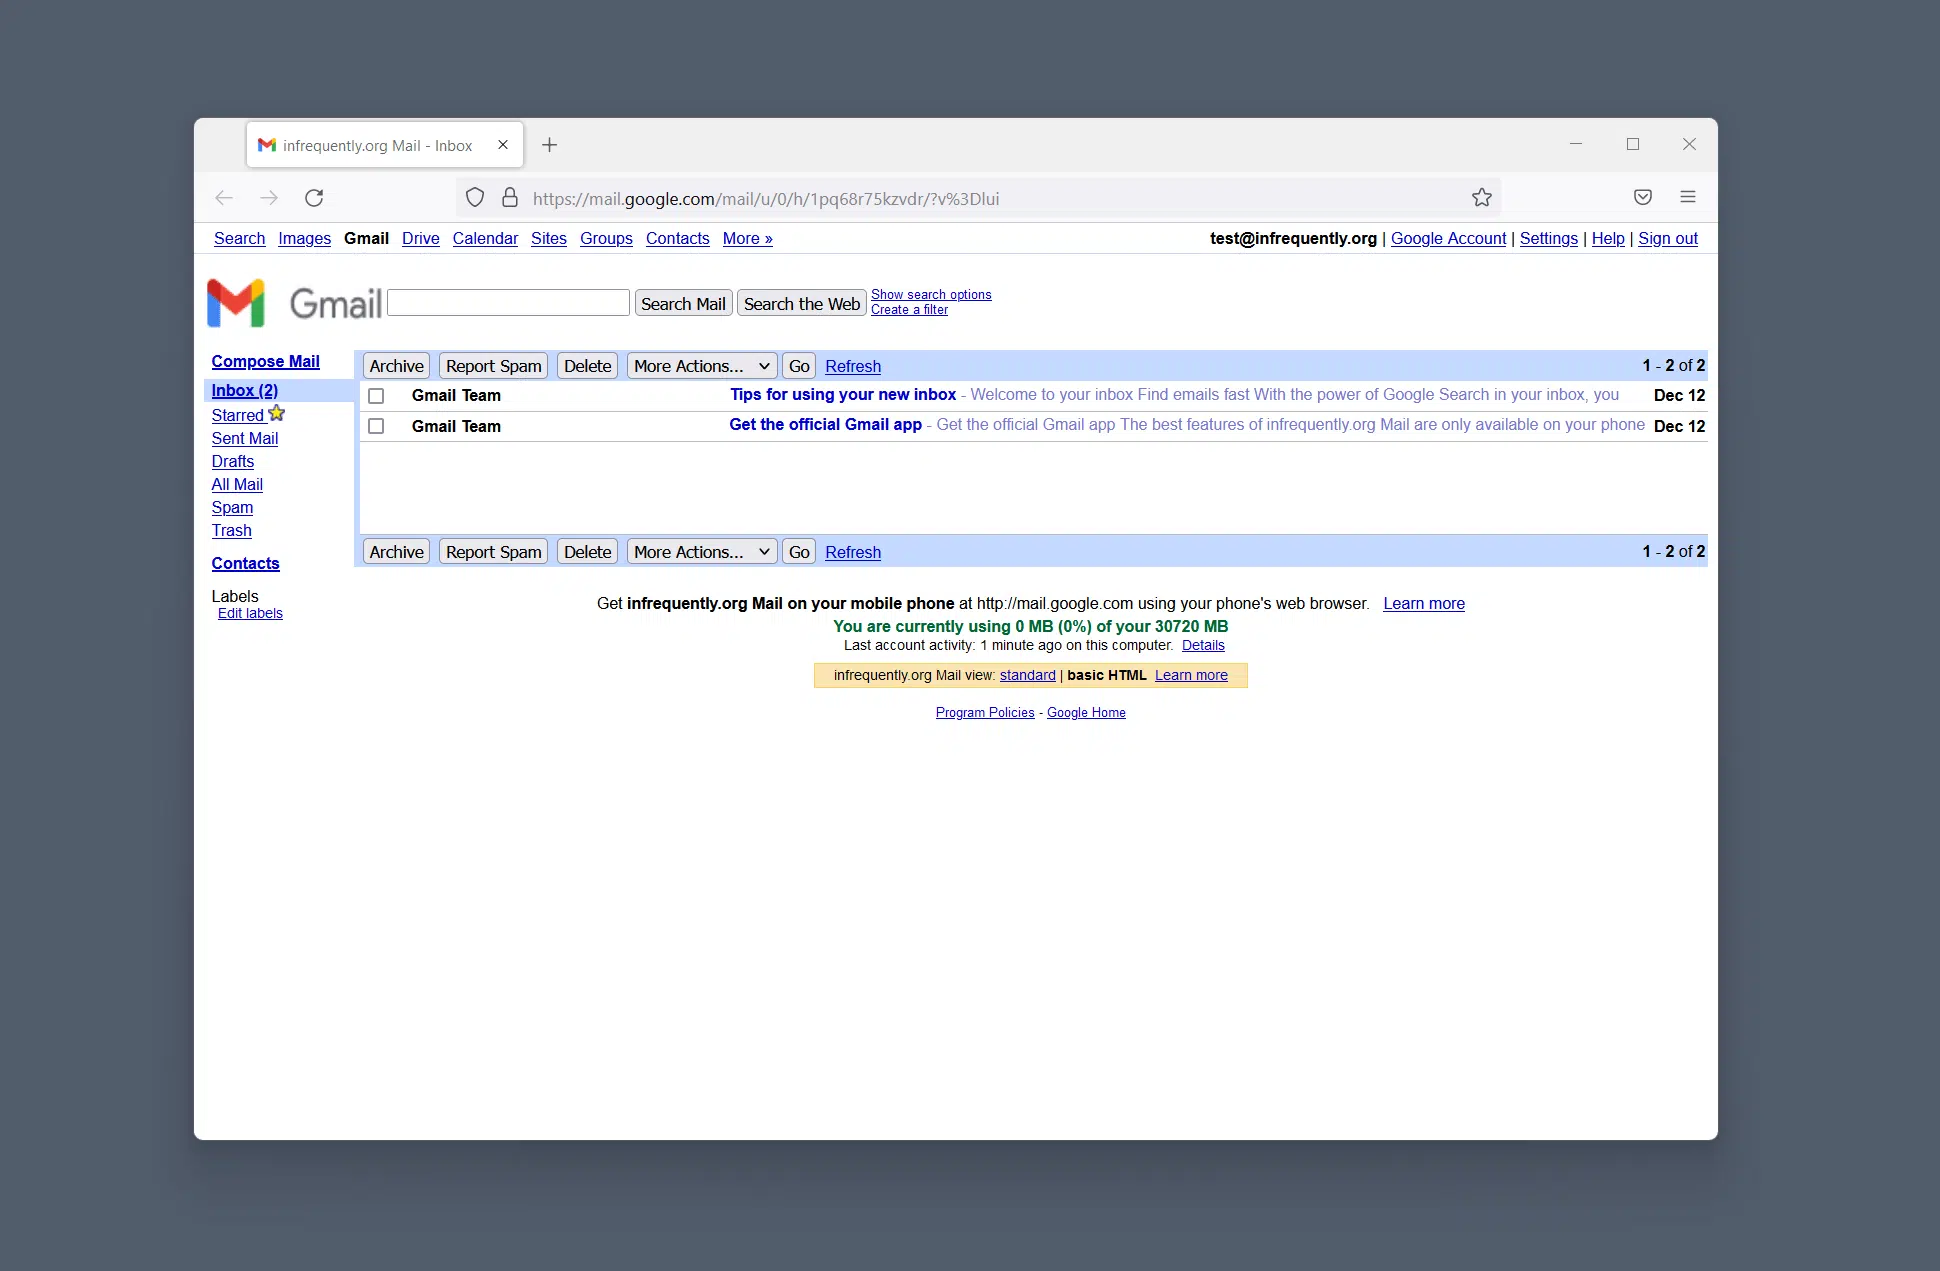 infrequently.org Mail - Inbox
https://mail.google.com/mail/u/0/h/1pq68r75kzvdr/?v%3Dlui
Search Images Gmail Drive Calendar Sites Groups Contacts More » test@infrequently.org | Google Account | Settings | Help | Sign out
Gmail Search Mail Search the Web Show search options
Create a filter
Compose Mail
Inbox (2)
Starred
Sent Mail
Drafts
All Mail
Spam
Trash
Contacts
Labels
Edit labels
Archive Report Spam Delete More Actions... Go Refresh 1 - 2 of 2
Gmail Team Tips for using your new inbox - Welcome to your inbox Find emails fast With the power of Google Search in your inbox, you Dec 12
Gmail Team Get the official Gmail app - Get the official Gmail app The best features of infrequently.org Mail are only available on your phone Dec 12
Archive Report Spam Delete More Actions... Go Refresh 1 - 2 of 2
Get infrequently.org Mail on your mobile phone at http://mail.google.com using your phone's web browser. Learn more
You are currently using 0 MB (0%) of your 30720 MB
Last account activity: 1 minute ago on this computer. Details
infrequently.org Mail view: standard | basic HTML Learn more
Program Policies - Google Home